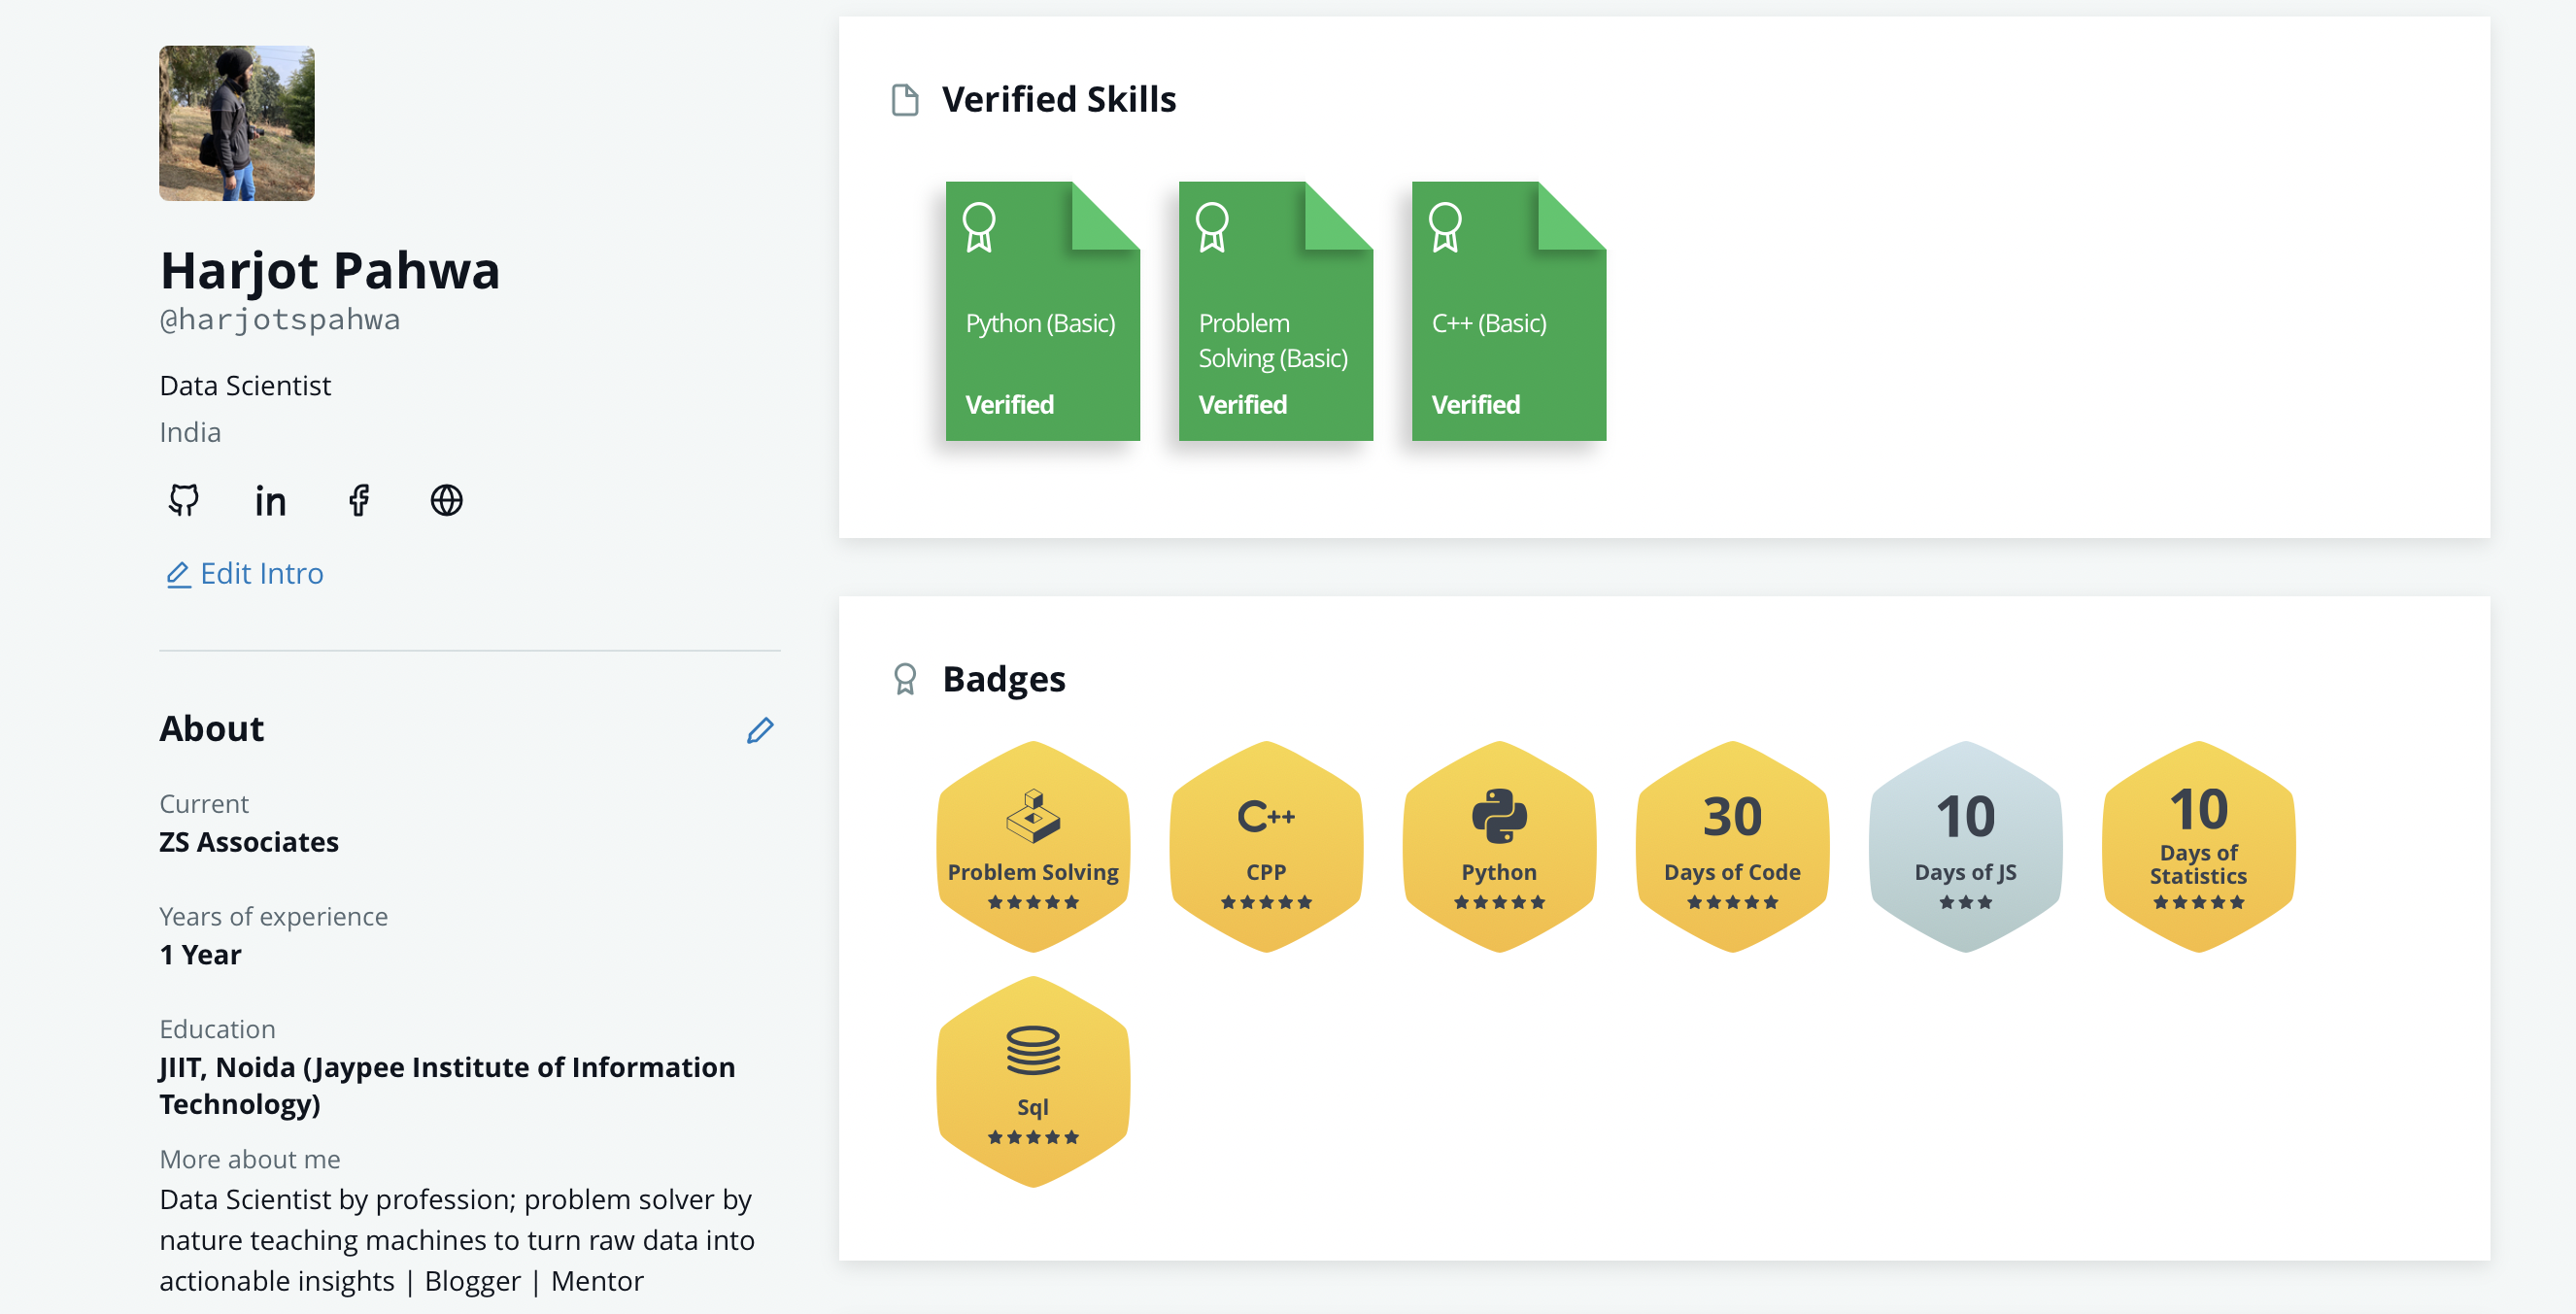 Harjot Pahwa
@harjotspahwa
Data Scientist
India
in
Edit Intro
About
Current
ZS Associates
Years of experience
1 Year
Education
JIIT, Noida (Jaypee Institute of Information
Technology)
More about me
Data Scientist by profession; problem solver by
nature teaching machines to turn raw data into
actionable insights | Blogger | Mentor
Verified Skills
Python (Basic)
Verified
Problem
Solving (Basic)
Verified
C++ (Basic)
Verified
Badges
Problem Solving
C++
CPP
Python
30
Days of Code
10
Days of JS
10
Days of
Statistics
Sql